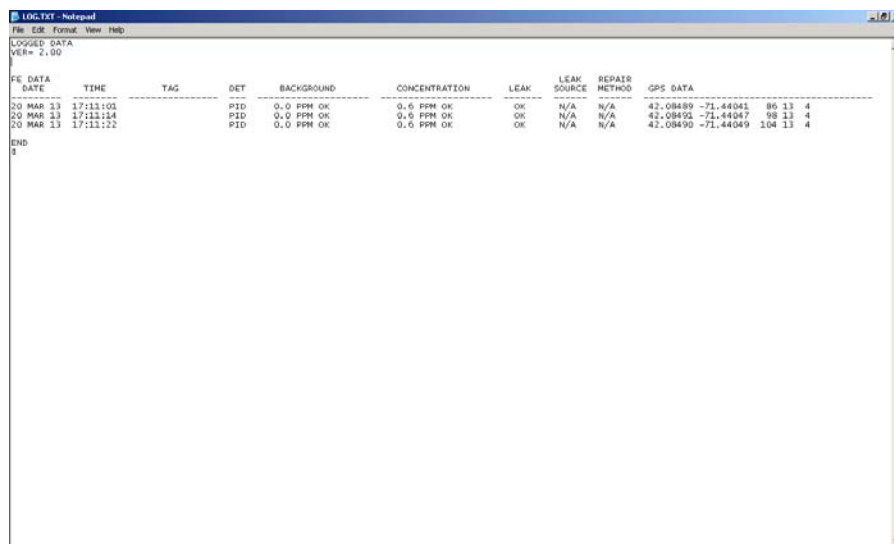 LOG.TXT - Notepad
File Edit Format View Help
LOGGED DATA
VER= 2.00
FE DATA LEAK REPAIR
DATE TIME TAG DET BACKGROUND CONCENTRATION LEAK SOURCE METHOD GPS DATA
20 MAR 13 17:11:01 PID 0.0 PPM OK 0.6 PPM OK OK N/A N/A 42.08489 -71.44041 86 13 4
20 MAR 13 17:11:14 PID 0.0 PPM OK 0.6 PPM OK OK N/A N/A 42.08491 -71.44047 98 13 4
20 MAR 13 17:11:22 PID 0.0 PPM OK 0.6 PPM OK OK N/A N/A 42.08490 -71.44049 104 13 4
END